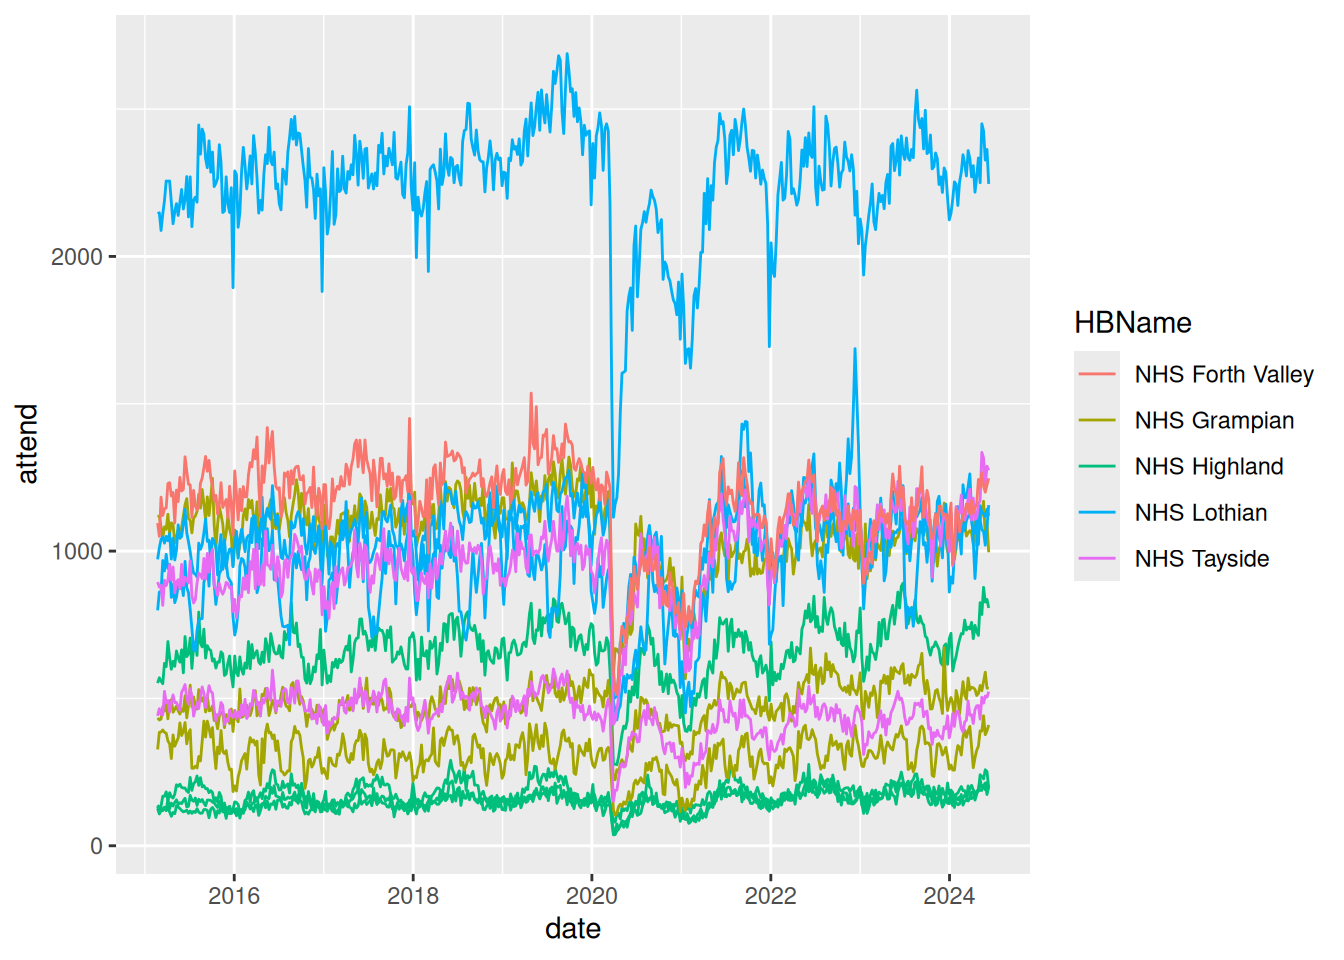 attend
2000
1000
0
2016 2018 2020 2022 2024
date
HBName
NHS Forth Valley
NHS Grampian
NHS Highland
NHS Lothian
NHS Tayside